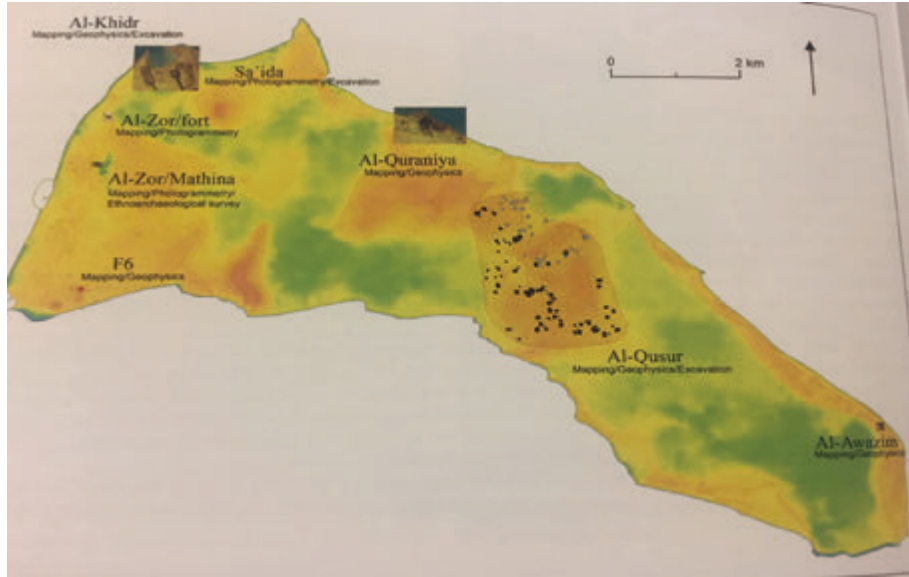 Al-Khidr
Mapping/Geophysics/Excavation
Sa'ida
Mapping/Photogrammetry/Excavation
0 2 km
Al-Zor/fort
Mapping/Photogrammetry
Al-Quraniya
Mapping/Geophysics
Al-Zor/Mathina
Mapping/Photogrammetry/
Ethnoarchaeological survey
F6
Mapping/Geophysics
Al-Qusur
Mapping/Geophysics/Excavation
Al-Awazim
Mapping/Geophysics